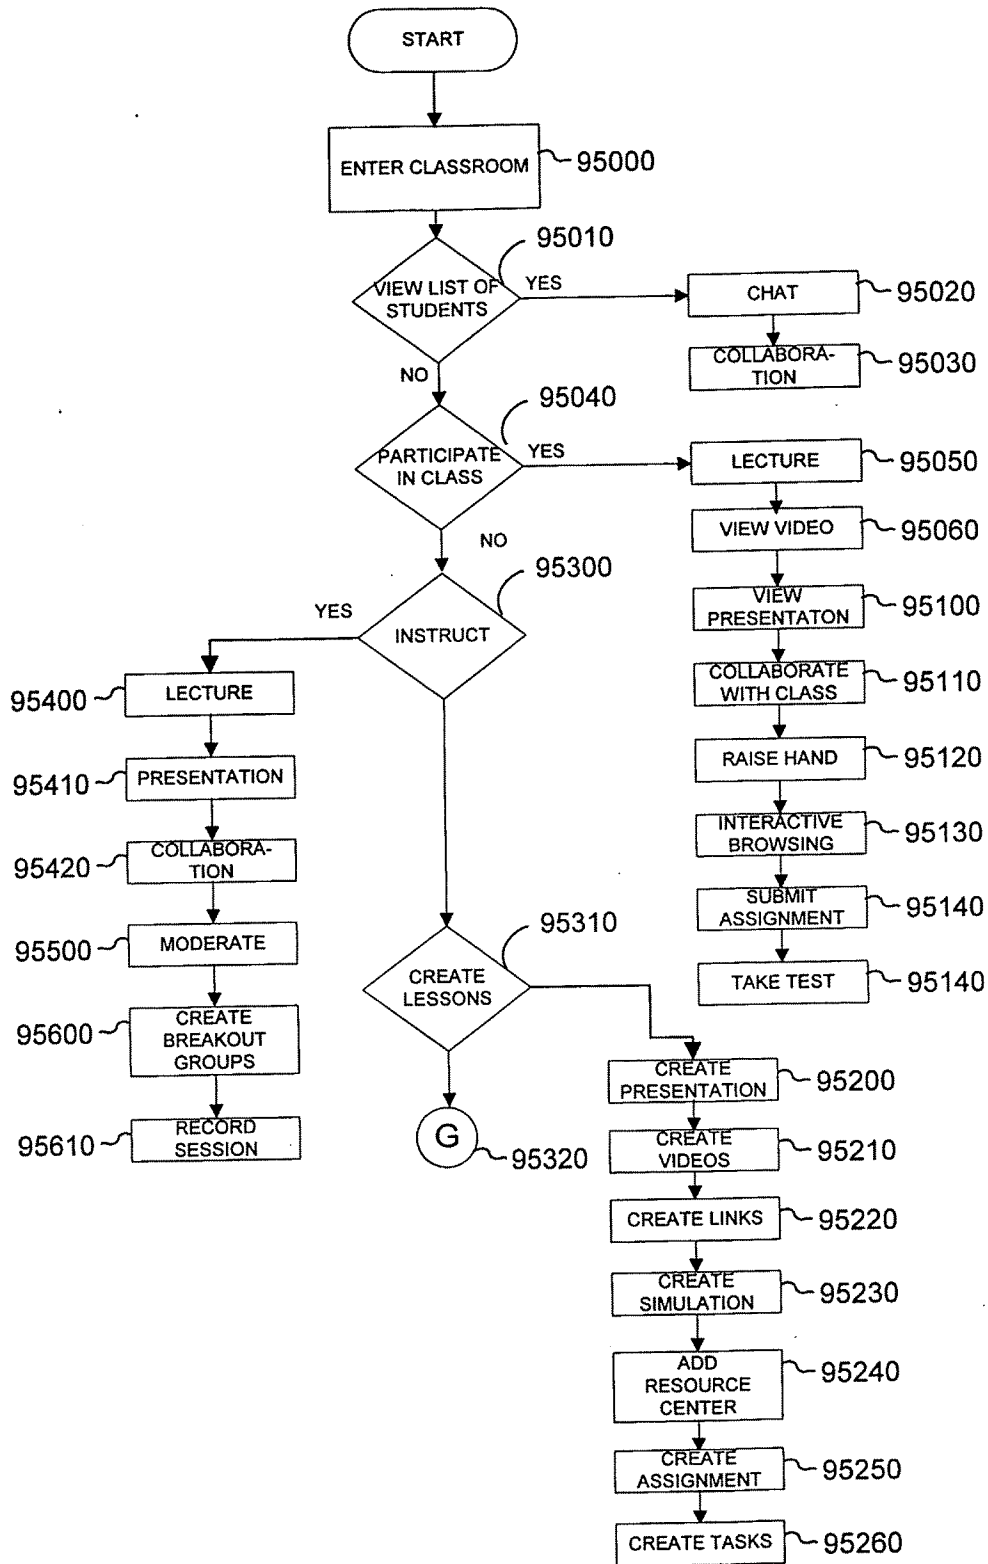 START
ENTER CLASSROOM
95000
95010
VIEW LIST OF
STUDENTS
YES
CHAT
95020
COLLABORA-
TION
95030
NO
95040
PARTICIPATE
IN CLASS
YES
LECTURE
95050
VIEW VIDEO
95060
NO
95300
VIEW
PRESENTATON
95100
YES
INSTRUCT
COLLABORATE
WITH CLASS
95110
95400
LECTURE
RAISE HAND
95120
95410
PRESENTATION
INTERACTIVE
BROWSING
95130
95420
COLLABORA-
TION
SUBMIT
ASSIGNMENT
95140
95500
MODERATE
95310
CREATE
LESSONS
TAKE TEST
95140
95600
CREATE
BREAKOUT
GROUPS
CREATE
PRESENTATION
95200
95610
RECORD
SESSION
G
95320
CREATE
VIDEOS
95210
CREATE LINKS
95220
CREATE
SIMULATION
95230
ADD
RESOURCE
CENTER
95240
CREATE
ASSIGNMENT
95250
CREATE TASKS
95260